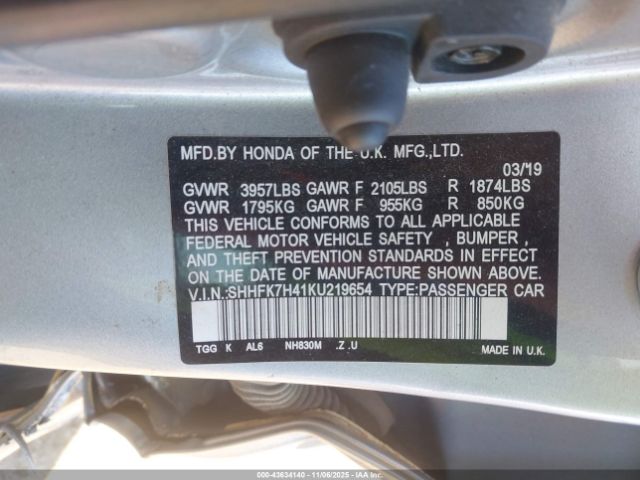 MFD.BY HONDA OF THE U.K. MFG.,LTD.
03/19
GVWR 3957LBS GAWR F 2105LBS R 1874LBS
GVWR 1795KG GAWR F 955KG R 850KG
THIS VEHICLE CONFORMS TO ALL APPLICABLE
FEDERAL MOTOR VEHICLE SAFETY , BUMPER ,
AND THEFT PREVENTION STANDARDS IN EFFECT
ON THE DATE OF MANUFACTURE SHOWN ABOVE.
V.I.N.:SHHFK7H41KU219654 TYPE:PASSENGER CAR
TGG K AL6 NH830M .Z .U MADE IN U.K.
000-43634140 - 11/06/2025 - IAAI.COM